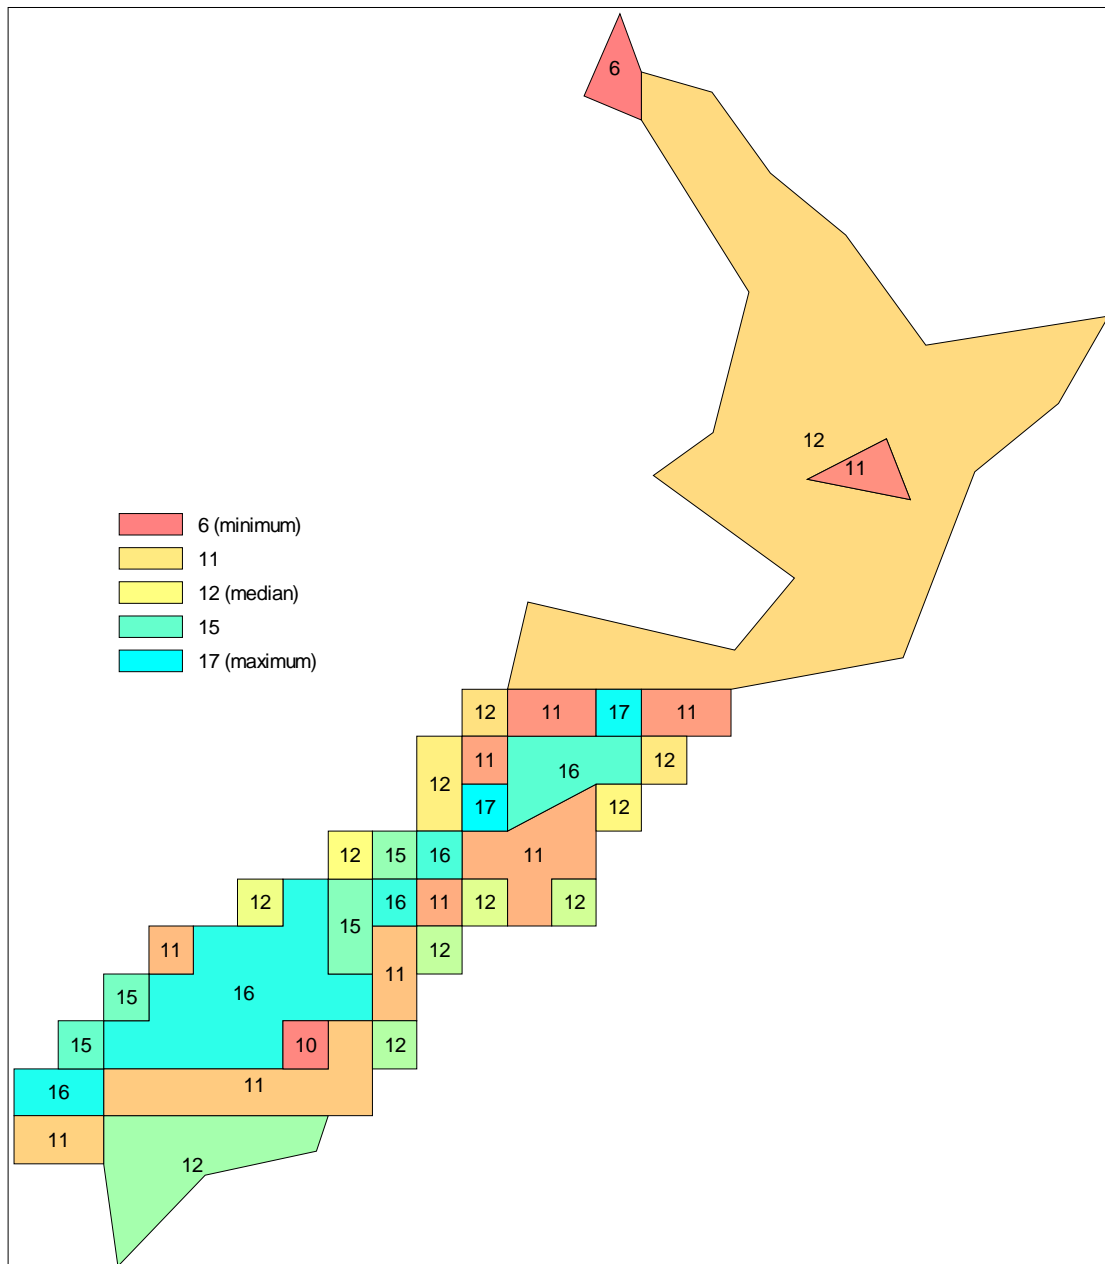 6
12
11
6 (minimum)
11
12 (median)
15
17 (maximum)
12 11 17 11
11 16 12
12
17 12
12 15 16 11
12 15 16 11 12 12
11 11 12
15 16
15 10 12
16 11
11
12